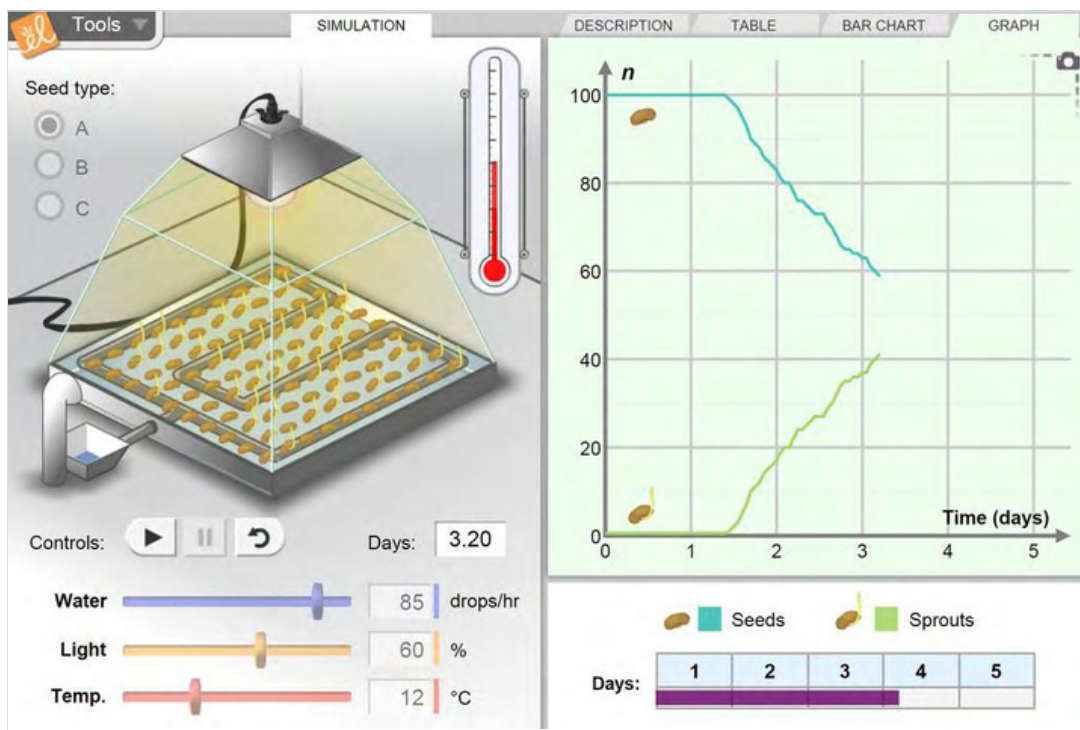 Tools
SIMULATION
DESCRIPTION
TABLE
BAR CHART
GRAPH
Seed type:
A
B
C
n
100
80
60
40
20
0
0 1 2 3 4 5
Time (days)
Controls:
Days: 3.20
Water 85 drops/hr
Light 60 %
Temp. 12 °C
Seeds
Sprouts
Days: 1 2 3 4 5